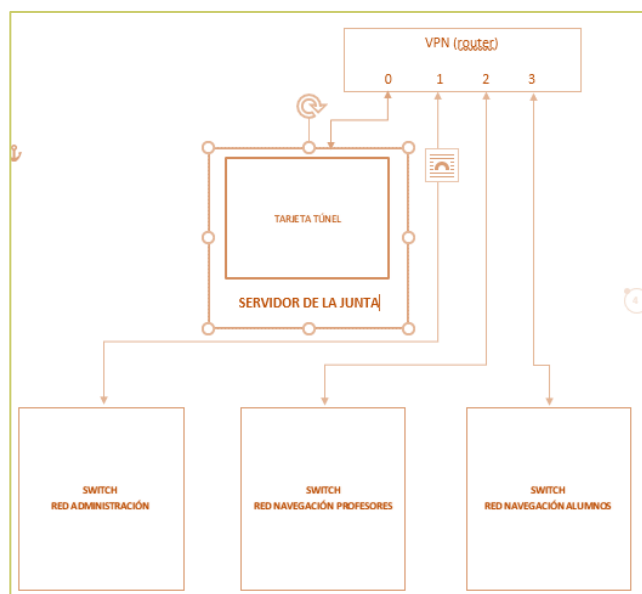 VPN (router)
0 1 2 3
TARJETA TÚNEL
SERVIDOR DE LA JUNTA
4
SWITCH
RED ADMINISTRACIÓN
SWITCH
RED NAVEGACIÓN PROFESORES
SWITCH
RED NAVEGACIÓN ALUMNOS